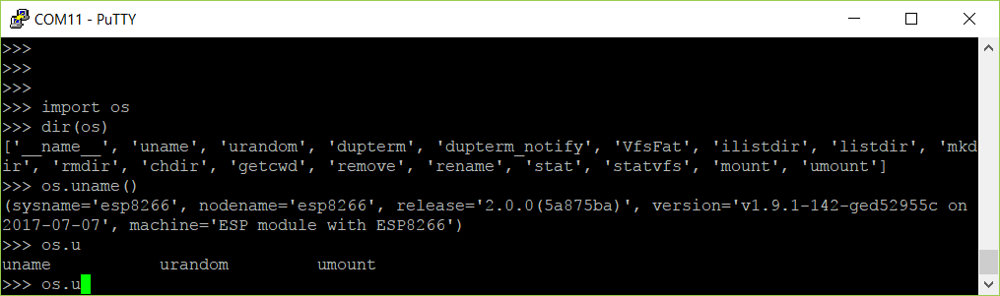 COM11 - PuTTY
>>>
>>>
>>>
>>> import os
>>> dir(os)
['__name__', 'uname', 'urandom', 'dupterm', 'dupterm_notify', 'VfsFat', 'ilistdir', 'listdir', 'mkd
ir', 'rmdir', 'chdir', 'getcwd', 'remove', 'rename', 'stat', 'statvfs', 'mount', 'umount']
>>> os.uname()
(sysname='esp8266', nodename='esp8266', release='2.0.0(5a875ba)', version='v1.9.1-142-ged52955c on
2017-07-07', machine='ESP module with ESP8266')
>>> os.u
uname           urandom         umount
>>> os.u